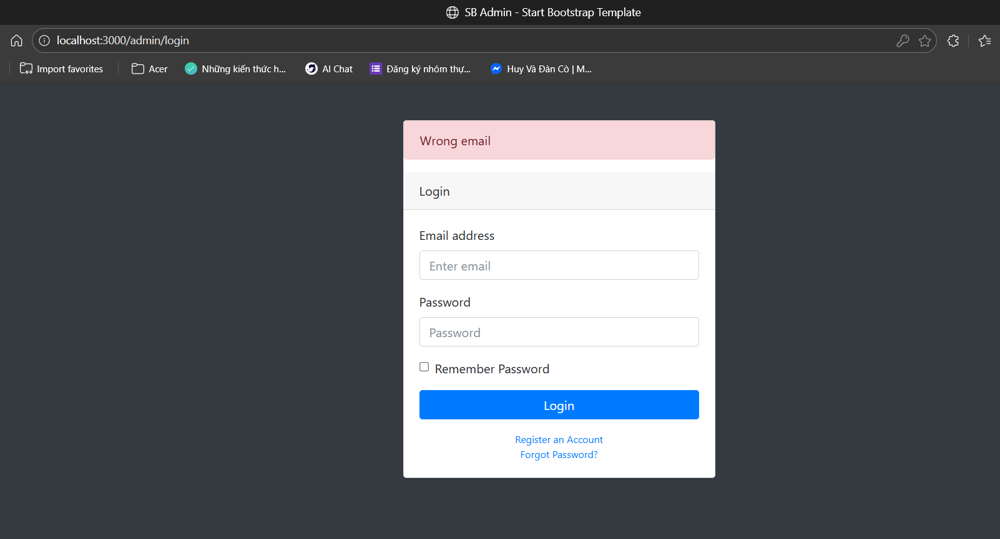 SB Admin - Start Bootstrap Template
localhost:3000/admin/login
Import favorites
Acer
Những kiến thức h...
AI Chat
Đăng ký nhóm thự...
Huy Và Đàn Cò | M...
Wrong email
Login
Email address
Enter email
Password
Password
Remember Password
Login
Register an Account
Forgot Password?